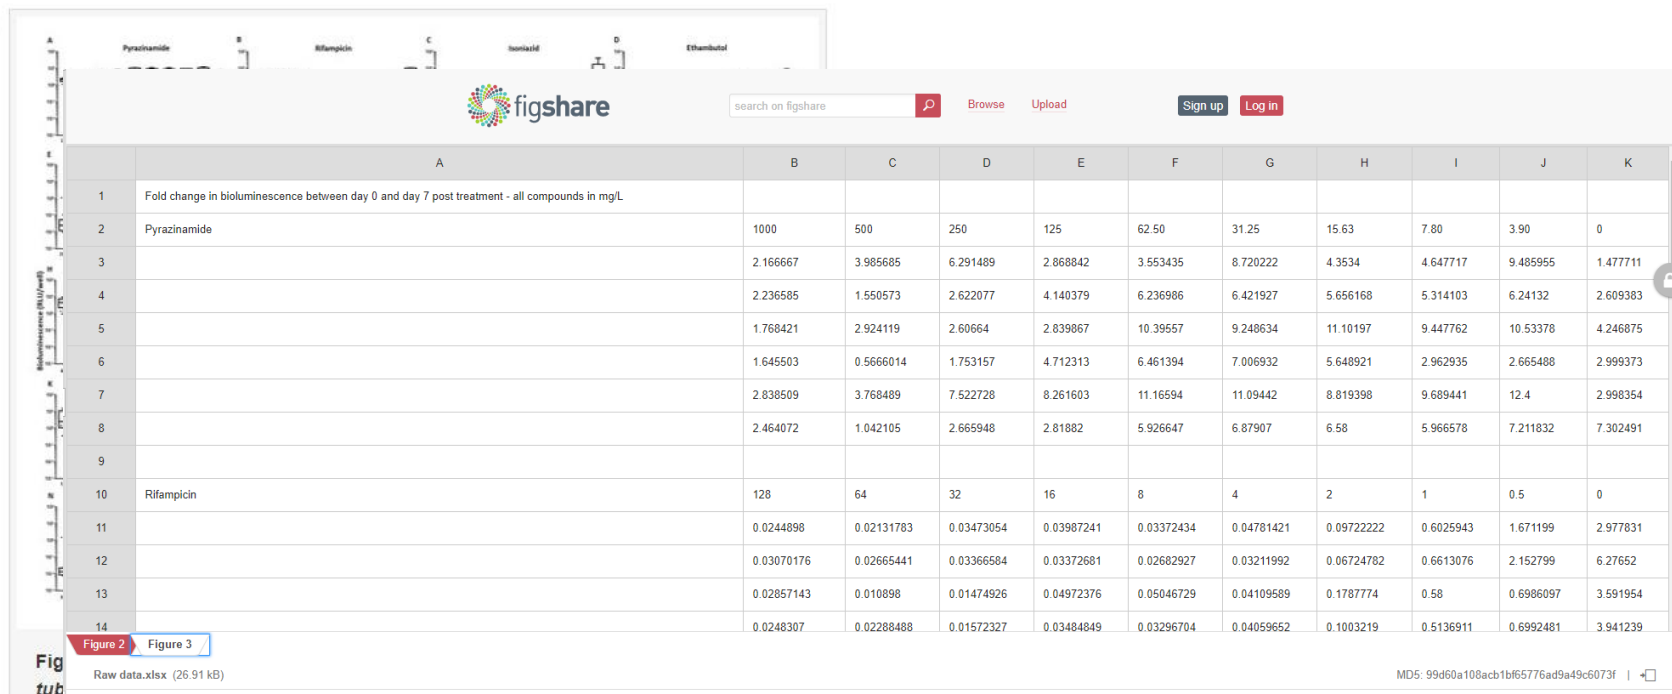 A B C D
Pyrazinamide Rifampicin Isoniazid Ethambutol
figshare search on figshare Browse Upload Sign up Log in
A B C D E F G H I J K
1 Fold change in bioluminescence between day 0 and day 7 post treatment - all compounds in mg/L
2 Pyrazinamide 1000 500 250 125 62.50 31.25 15.63 7.80 3.90 0
3 2.166667 3.985685 6.291489 2.868842 3.553435 8.720222 4.3534 4.647717 9.485955 1.477711
4 2.236585 1.550573 2.622077 4.140379 6.236986 6.421927 5.656168 5.314103 6.24132 2.609383
5 1.768421 2.924119 2.60664 2.839867 10.39557 9.248634 11.10197 9.447762 10.53378 4.246875
6 1.645503 0.5666014 1.753157 4.712313 6.461394 7.006932 5.648921 2.962935 2.665488 2.999373
7 2.838509 3.768489 7.522728 8.261603 11.16594 11.09442 8.819398 9.689441 12.4 2.998354
8 2.464072 1.042105 2.665948 2.81882 5.926647 6.87907 6.58 5.966578 7.211832 7.302491
9
10 Rifampicin 128 64 32 16 8 4 2 1 0.5 0
11 0.0244898 0.02131783 0.03473054 0.03987241 0.03372434 0.04781421 0.09722222 0.6025943 1.671199 2.977831
12 0.03070176 0.02665441 0.03366584 0.03372681 0.02682927 0.03211992 0.06724782 0.6613076 2.152799 6.27652
13 0.02857143 0.010898 0.01474926 0.04972376 0.05046729 0.04109589 0.1787774 0.58 0.6986097 3.591954
14 0.0248307 0.02288488 0.01572327 0.03484849 0.03296704 0.04059652 0.1003219 0.5136911 0.6992481 3.941239
E
Bioluminescence (RLU/well)
H
K
N
Figure 2 Figure 3
Fig
Raw data.xlsx (26.91 kB) MD5: 99d60a108acb1bf65776ad9a49c6073f |
tub